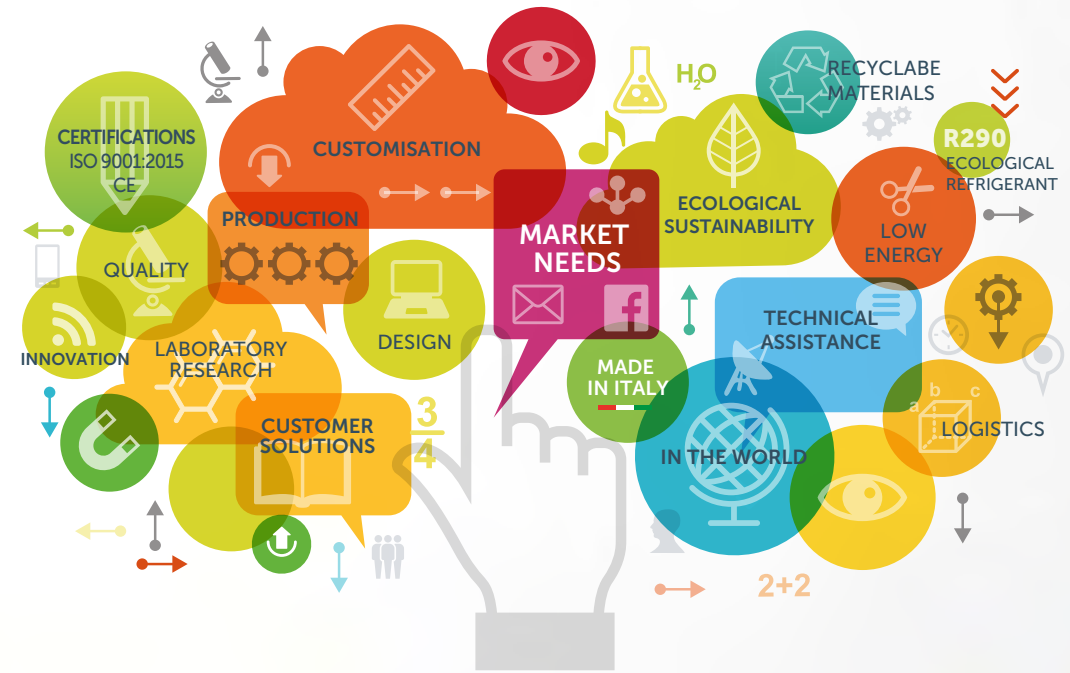 CERTIFICATIONS
ISO 9001:2015
CE
CUSTOMISATION
PRODUCTION
QUALITY
INNOVATION
LABORATORY
RESEARCH
DESIGN
CUSTOMER
SOLUTIONS
3
4
MARKET
NEEDS
H2O
RECYCLABE
MATERIALS
R290
ECOLOGICAL
REFRIGERANT
ECOLOGICAL
SUSTAINABILITY
LOW
ENERGY
TECHNICAL
ASSISTANCE
MADE
IN ITALY
IN THE WORLD
a b c
LOGISTICS
2+2